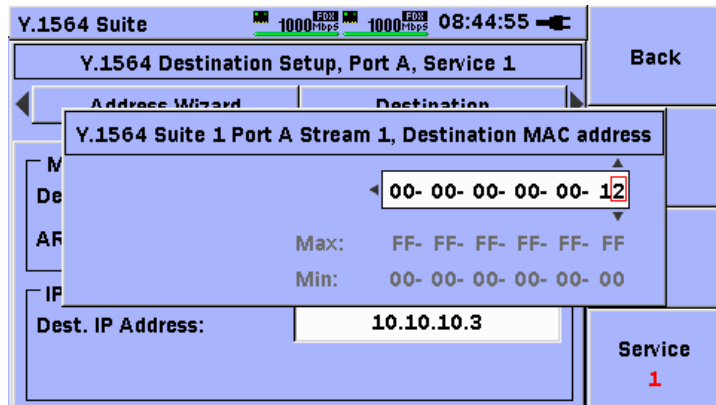 Y.1564 Suite 1000 FDX Mbps 1000 FDX Mbps 08:44:55
Back
Y.1564 Destination Setup, Port A, Service 1
Address Wizard Destination
Y.1564 Suite 1 Port A Stream 1, Destination MAC address
M
De
00- 00- 00- 00- 00- 12
AR
Max: FF- FF- FF- FF- FF- FF
Min: 00- 00- 00- 00- 00- 00
IP
Dest. IP Address: 10.10.10.3
Service
1